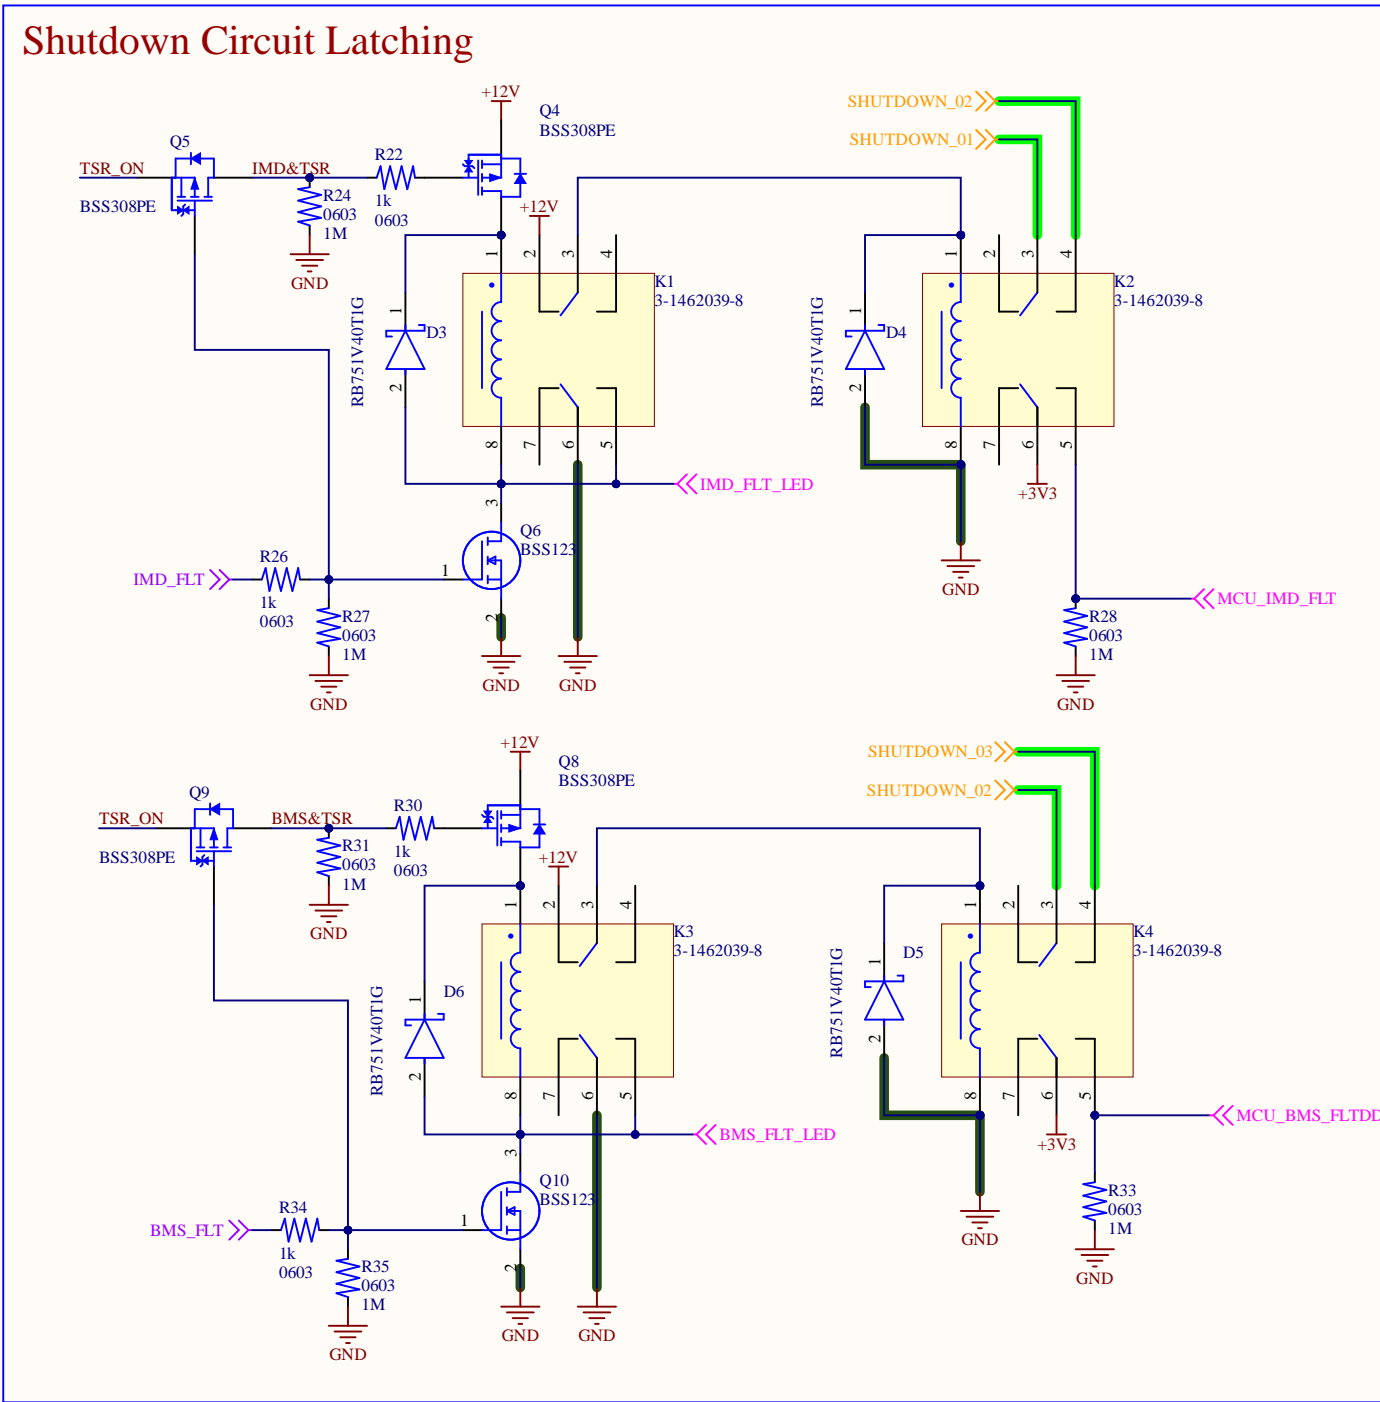 Shutdown Circuit Latching
+12V
Q4
BSS308PE
SHUTDOWN_02
SHUTDOWN_01
Q5
TSR_ON
BSS308PE
IMD&TSR
R22
1k
0603
R24
0603
1M
GND
+12V
1
2
3
4
K1
3-1462039-8
1
2
3
4
K2
3-1462039-8
RB751V40T1G
1
D3
2
RB751V40T1G
1
D4
2
8
7
6
5
8
7
6
5
+3V3
IMD_FLT_LED
3
Q6
BSS123
1
2
GND
GND
GND
IMD_FLT
R26
1k
0603
R27
0603
1M
GND
MCU_IMD_FLT
R28
0603
1M
GND
+12V
Q8
BSS308PE
SHUTDOWN_03
SHUTDOWN_02
Q9
TSR_ON
BSS308PE
BMS&TSR
R30
1k
0603
R31
0603
1M
GND
+12V
1
2
3
4
K3
3-1462039-8
1
2
3
4
K4
3-1462039-8
RB751V40T1G
1
D6
2
RB751V40T1G
1
D5
2
8
7
6
5
8
7
6
5
+3V3
BMS_FLT_LED
MCU_BMS_FLTDD
3
Q10
BSS123
1
2
GND
GND
GND
R33
0603
1M
GND
BMS_FLT
R34
1k
0603
R35
0603
1M
GND